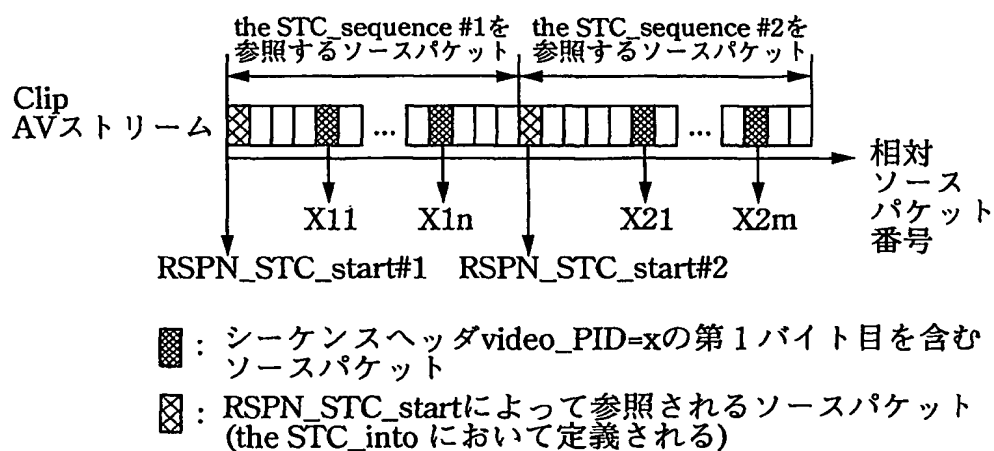 the STC_sequence #1を
参照するソースパケット
the STC_sequence #2を
参照するソースパケット
Clip
AVストリーム
...
...
相対
ソース
パケット
番号
X11
X1n
X21
X2m
RSPN_STC_start#1
RSPN_STC_start#2
: シーケンスヘッダvideo_PID=xの第1バイト目を含む
ソースパケット
: RSPN_STC_startによって参照されるソースパケット
(the STC_into において定義される)